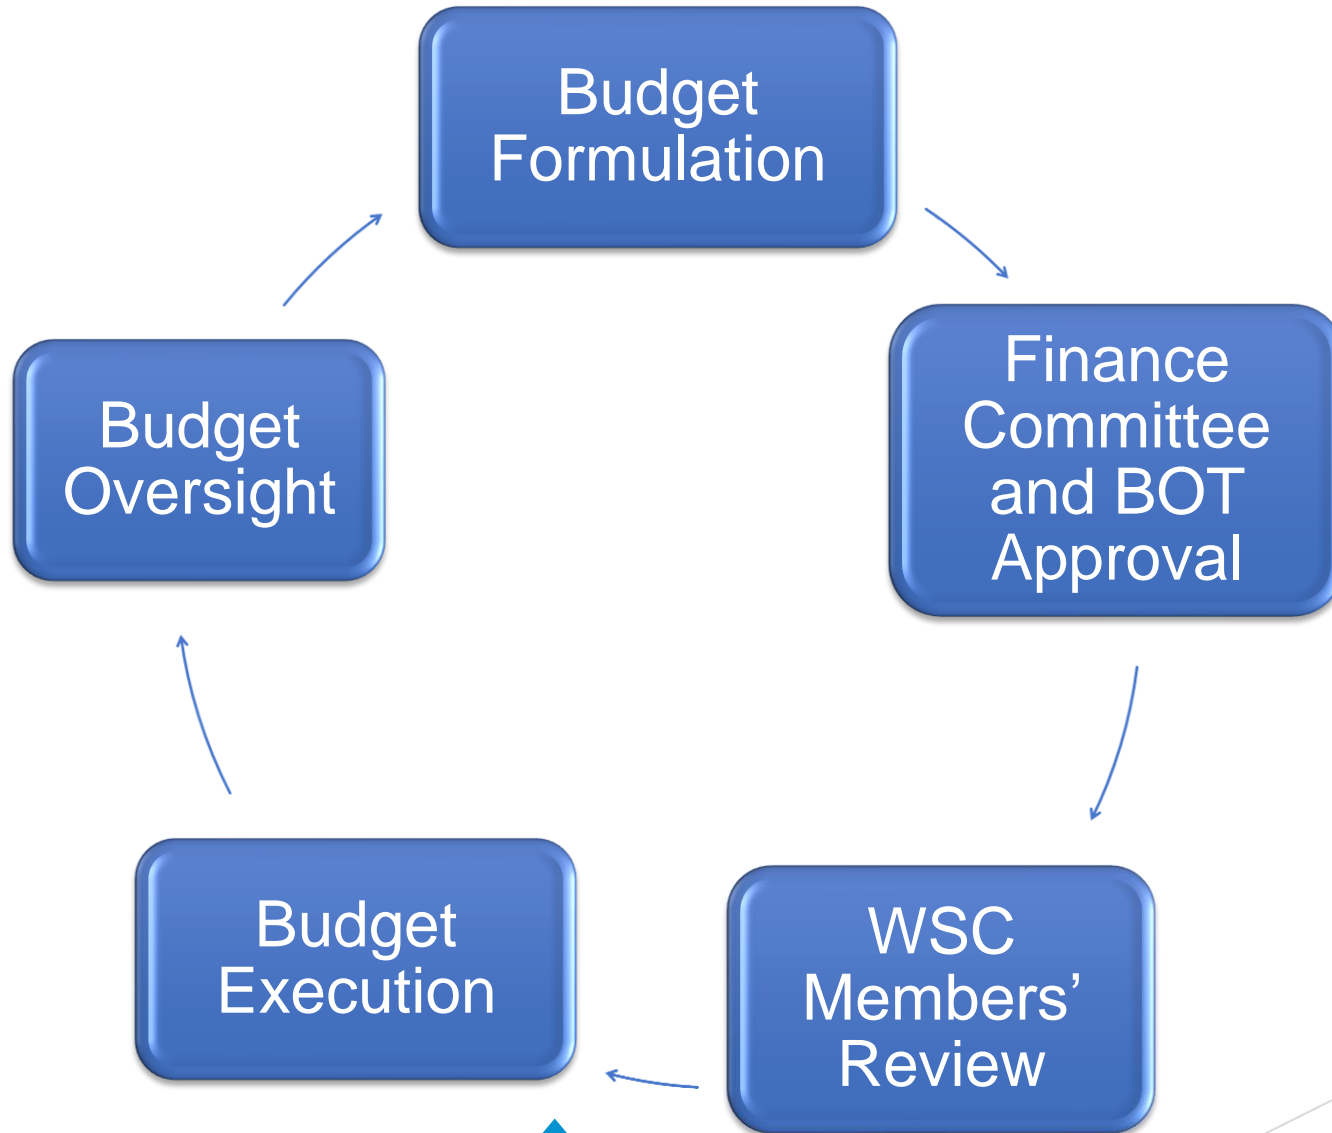 Budget
Formulation
Finance
Committee
and BOT
Approval
WSC
Members’
Review
Budget
Execution
Budget
Oversight